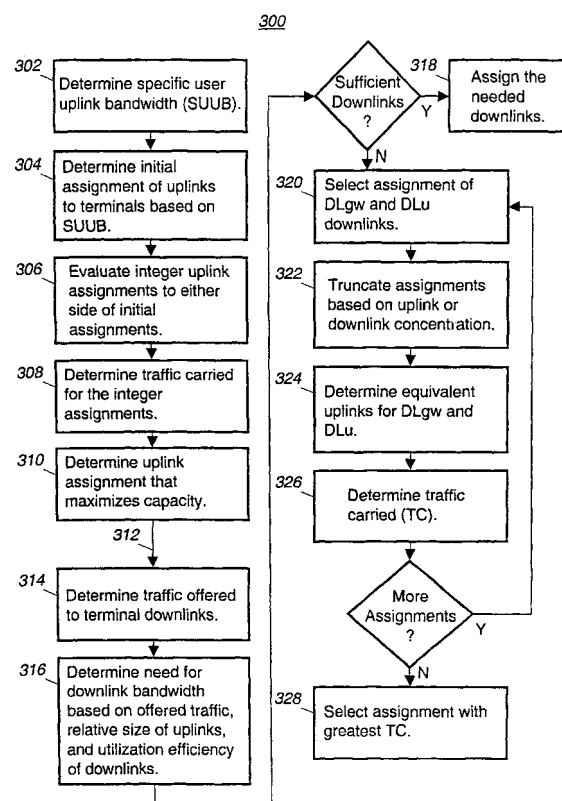 300
302
Determine specific user
uplink bandwidth (SUUB).
304
Determine initial
assignment of uplinks
to terminals based on
SUUB.
306
Evaluate integer uplink
assignments to either
side of initial
assignments.
308
Determine traffic carried
for the integer
assignments.
310
Determine uplink
assignment that
maximizes capacity.
312
314
Determine traffic offered
to terminal downlinks.
316
Determine need for
downlink bandwidth
based on offered traffic,
relative size of uplinks,
and utilization efficiency
of downlinks.
Sufficient
Downlinks
?
Y
N
318
Assign the
needed
downlinks.
320
Select assignment of
DLgw and DLu
downlinks.
322
Truncate assignments
based on uplink or
downlink concentration.
324
Determine equivalent
uplinks for DLgw and
DLu.
326
Determine traffic
carried (TC).
More
Assignments
?
Y
N
328
Select assignment with
greatest TC.